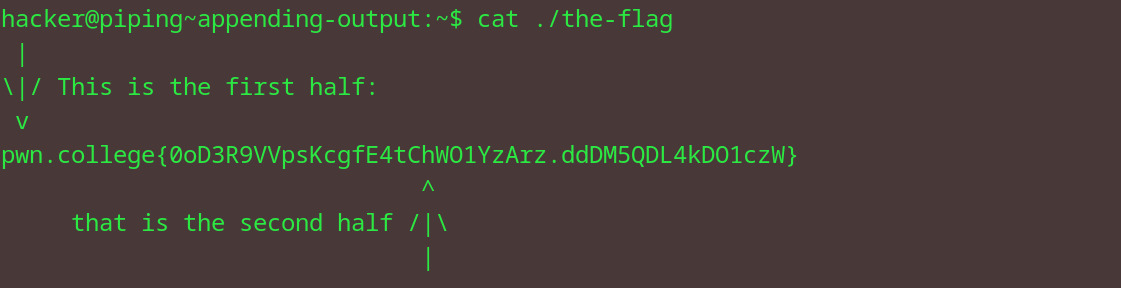 hacker@piping~appending-output:~$ cat ./the-flag
 |
\|/ This is the first half:
 v
pwn.college{0oD3R9VVpsKcgfE4tChWO1YzArz.ddDM5QDL4kDO1czW}
                              ^
     that is the second half /|\
                              |